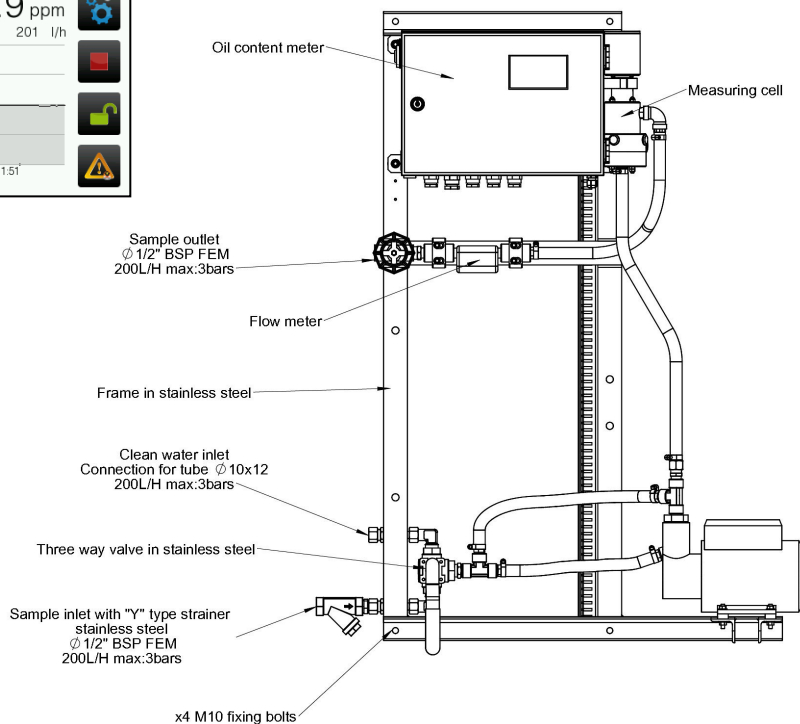 9 ppm
201 l/h
1:51
Oil content meter
Measuring cell
Sample outlet
∅ 1/2" BSP FEM
200L/H max:3bars
Flow meter
Frame in stainless steel
Clean water inlet
Connection for tube ∅ 10x12
200L/H max:3bars
Three way valve in stainless steel
Sample inlet with "Y" type strainer
stainless steel
∅ 1/2" BSP FEM
200L/H max:3bars
x4 M10 fixing bolts